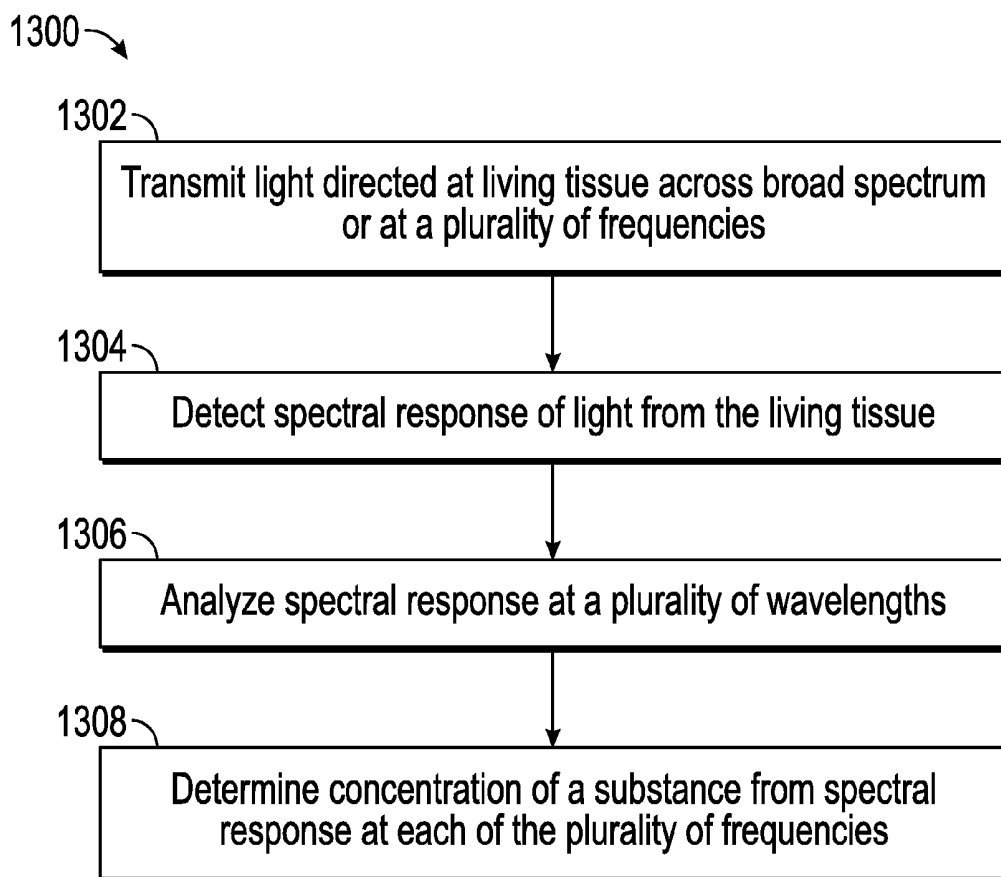 1300
1302
Transmit light directed at living tissue across broad spectrum
or at a plurality of frequencies
1304
Detect spectral response of light from the living tissue
1306
Analyze spectral response at a plurality of wavelengths
1308
Determine concentration of a substance from spectral
response at each of the plurality of frequencies